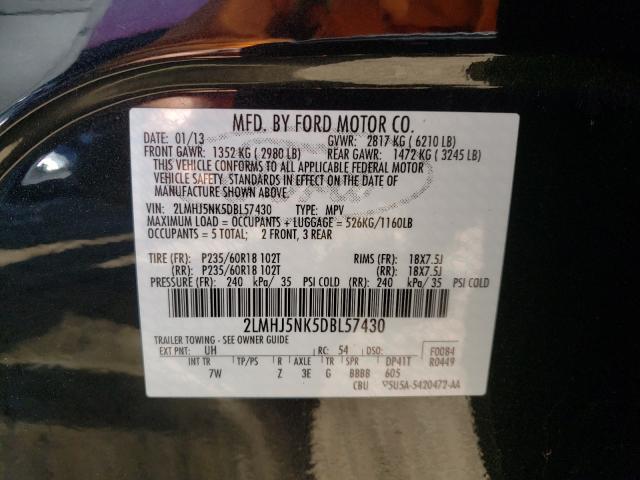 MFD. BY FORD MOTOR CO.
DATE: 01/13 GVWR: 2817 KG ( 6210 LB)
FRONT GAWR: 1352 KG ( 2980 LB) REAR GAWR: 1472 KG ( 3245 LB)
THIS VEHICLE CONFORMS TO ALL APPLICABLE FEDERAL MOTOR
VEHICLE SAFETY STANDARDS IN EFFECT ON THE DATE OF
MANUFACTURE SHOWN ABOVE.
VIN: 2LMHJ5NK5DBL57430 TYPE: MPV
MAXIMUM LOAD = OCCUPANTS + LUGGAGE = 526KG/1160LB
OCCUPANTS = 5 TOTAL; 2 FRONT, 3 REAR
TIRE (FR): P235/60R18 102T RIMS (FR): 18X7.5J
(RR): P235/60R18 102T (RR): 18X7.5J
PRESSURE (FR): 240 kPa/ 35 PSI COLD (RR): 240 kPa/ 35 PSI COLD
2LMHJ5NK5DBL57430
TRAILER TOWING - SEE OWNER GUIDE
EXT PNT: UH RC: 54 DSO: F0084
INT TR TP/PS R AXLE TR SPR DP41T R0449
7W Z 3E G BBBB 605
CBU 5U5A-5420472-AA